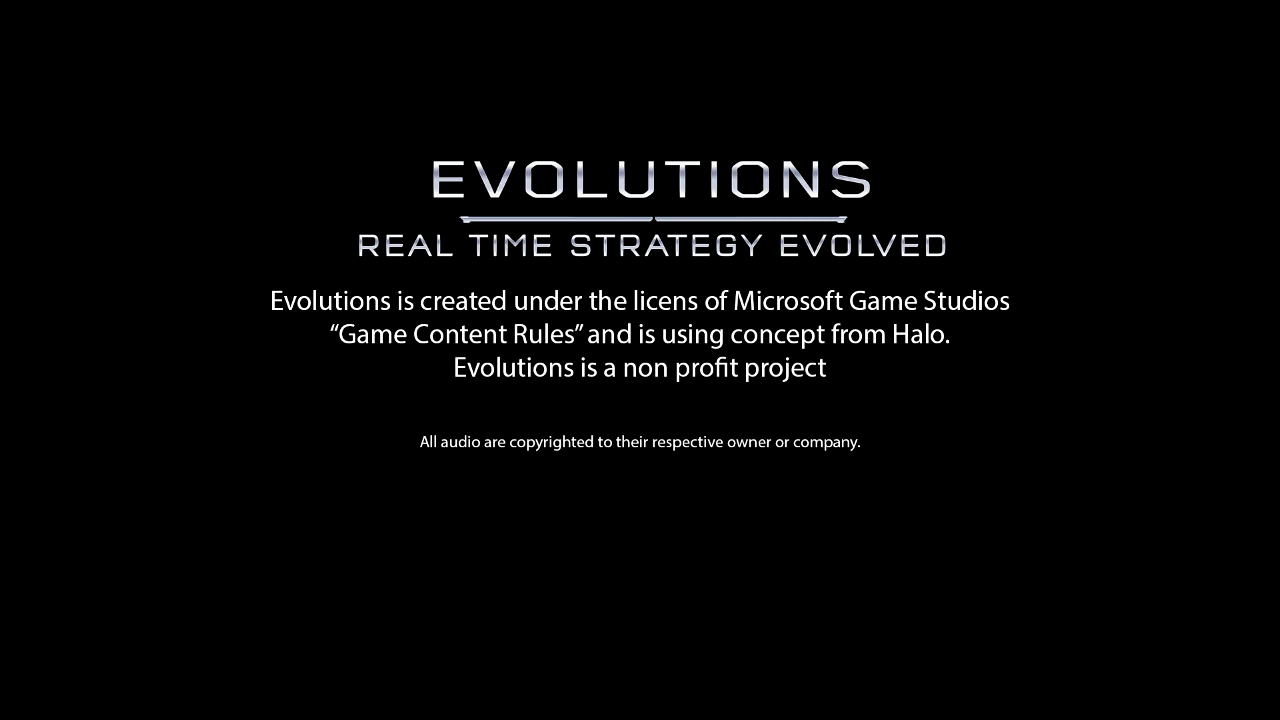 EVOLUTIONS
REAL TIME STRATEGY EVOLVED
Evolutions is created under the licens of Microsoft Game Studios
“Game Content Rules” and is using concept from Halo.
Evolutions is a non profit project
All audio are copyrighted to their respective owner or company.